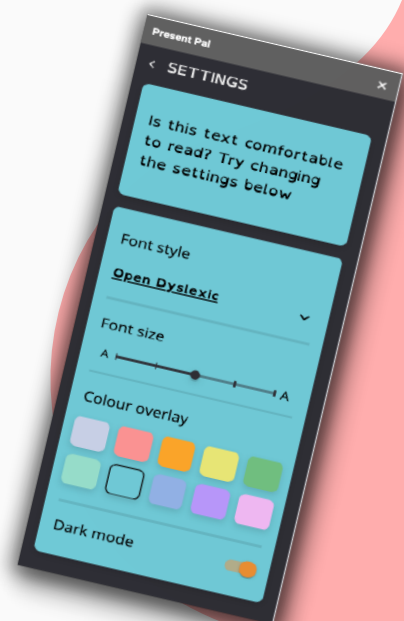 Present Pal
SETTINGS
Is this text comfortable
to read? Try changing
the settings below
Font style
Open Dyslexic
Font size
A A
Colour overlay
Dark mode